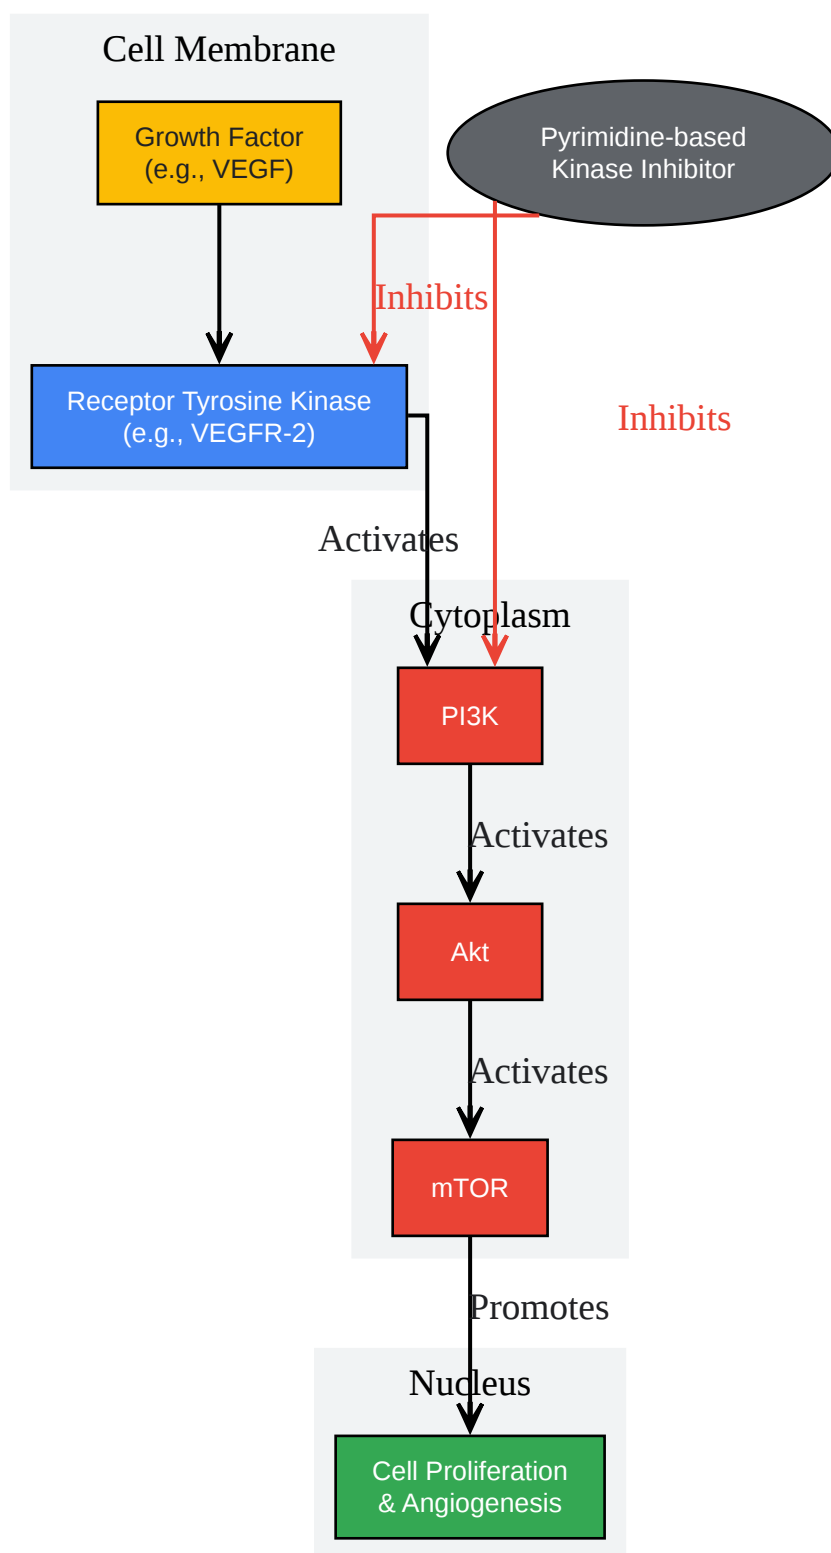 Cell Membrane
Growth Factor
(e.g., VEGF)
Pyrimidine-based
Kinase Inhibitor
Inhibits
Receptor Tyrosine Kinase
(e.g., VEGFR-2)
Inhibits
Activates
Cytoplasm
PI3K
Activates
Akt
Activates
mTOR
Promotes
Nucleus
Cell Proliferation
& Angiogenesis